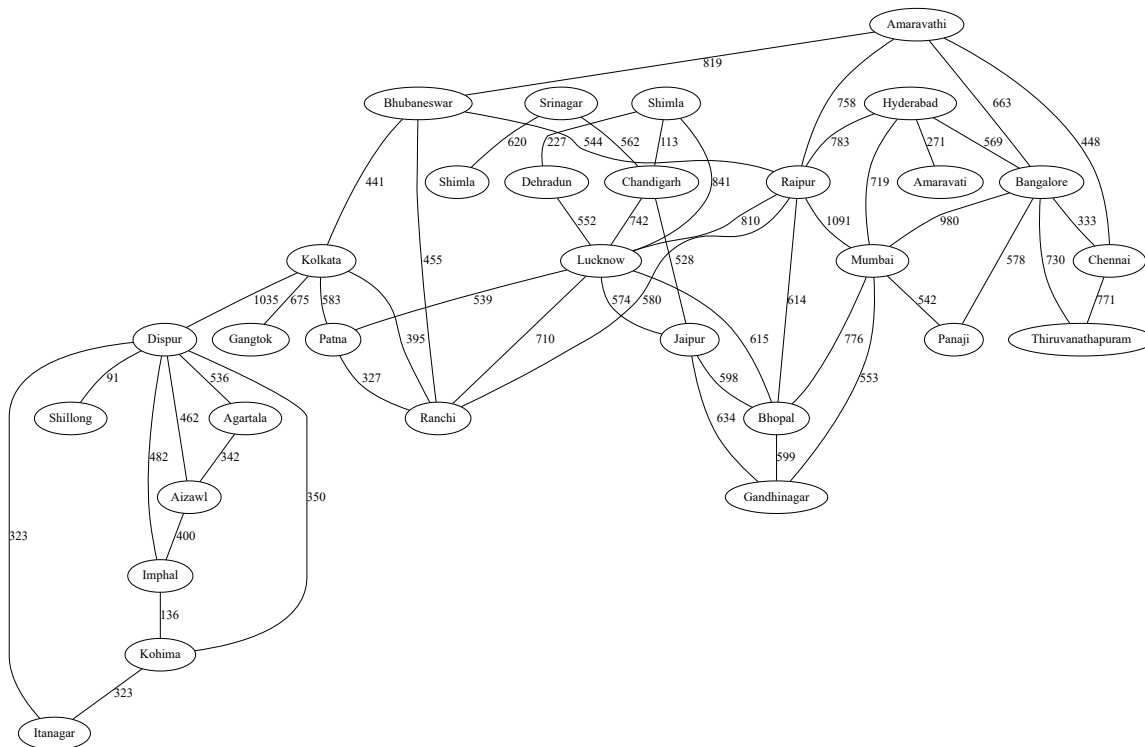 Amaravathi
819
Bhubaneswar
Srinagar
Shimla
758
Hyderabad
663
620
562
227
113
544
783
271
569
448
Shimla
Dehradun
Chandigarh
841
Raipur
719
Amaravati
Bangalore
441
552
742
810
1091
980
333
Kolkata
455
Lucknow
528
Mumbai
578
730
Chennai
1035
675
583
539
574
580
614
542
771
Dispur
Gangtok
Patna
395
710
Jaipur
615
776
Panaji
Thiruvanathapuram
91
536
327
598
553
Shillong
462
Agartala
Ranchi
634
Bhopal
482
342
599
Aizawl
350
Gandhinagar
323
400
Imphal
136
Kohima
323
Itanagar